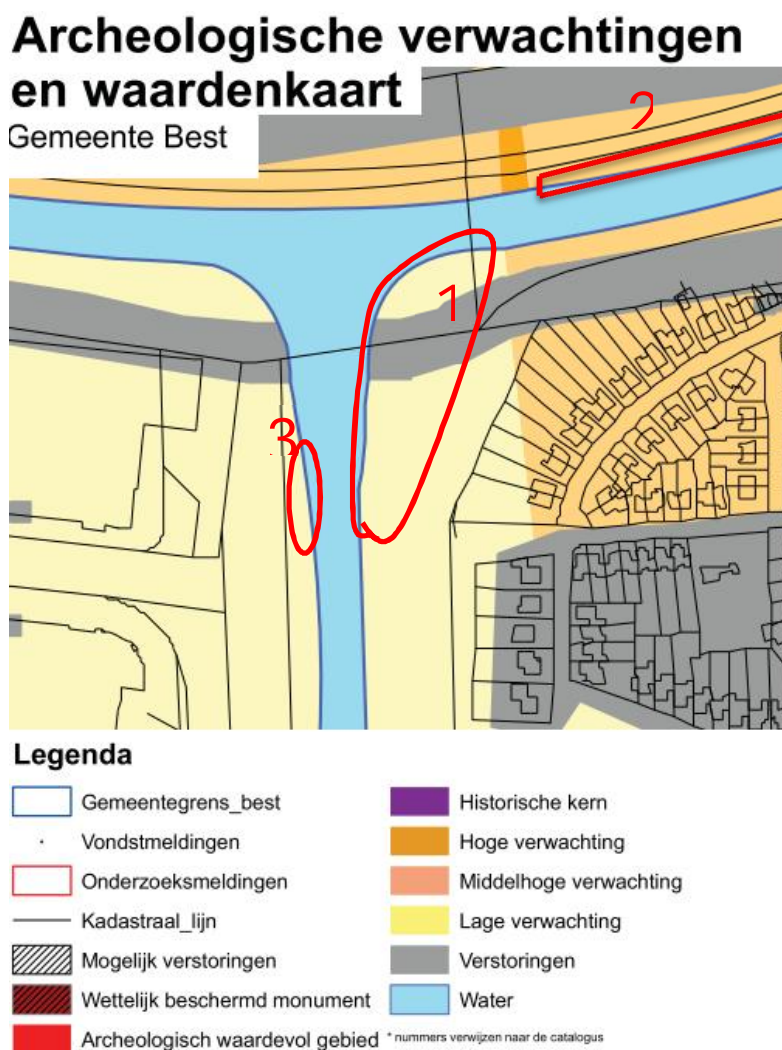 Archeologische verwachtingen
en waardenkaart
Gemeente Best
2
1
3
Legenda
Gemeentegrens_best
Vondstmeldingen
Onderzoeksmeldingen
Kadastraal_lijn
Mogelijk verstoringen
Wettelijk beschermd monument
Archeologisch waardevol gebied
Historische kern
Hoge verwachting
Middelhoge verwachting
Lage verwachting
Verstoringen
Water
* nummers verwijzen naar de catalogus